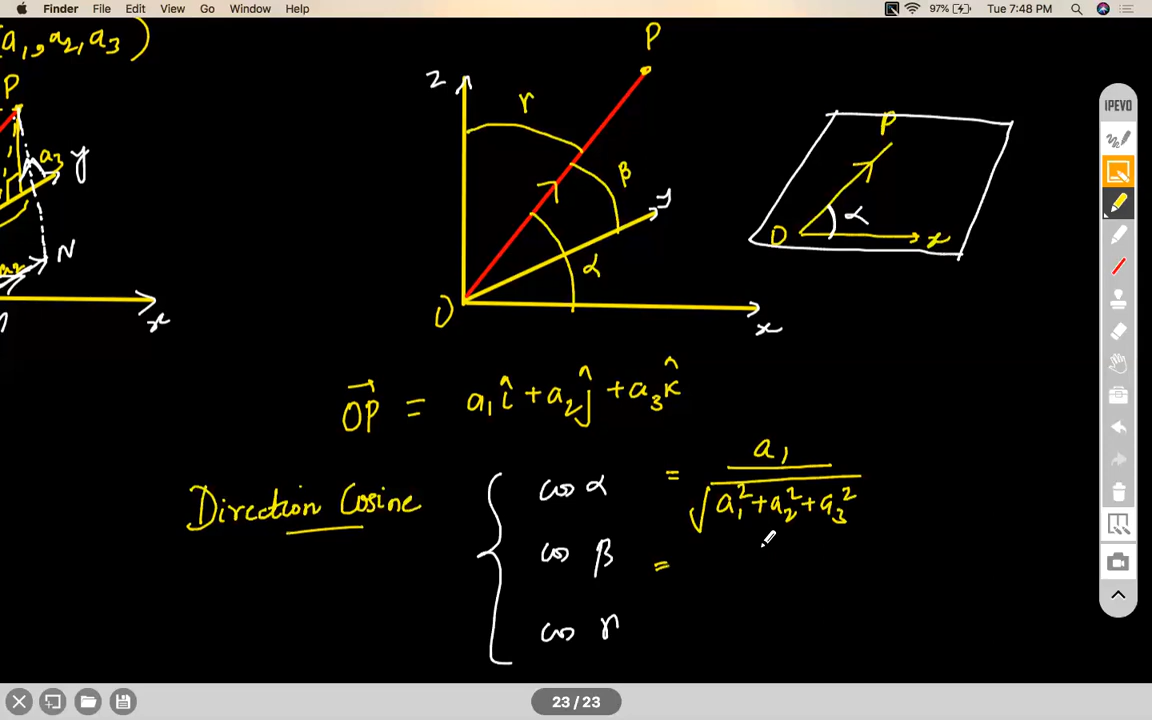 Finder File Edit View Go Window Help 97% Tue 7:48 PM
a₁, a₂, a₃)
P
a₃
y
N
x
z
γ
P
β
y
α
O
x
P
α
O
x
IPEVO
OP⃗ = a₁î + a₂ĵ + a₃k̂
Direction Cosine
cos α = a₁ / √(a₁² + a₂² + a₃²)
cos β =
cos γ
23 / 23